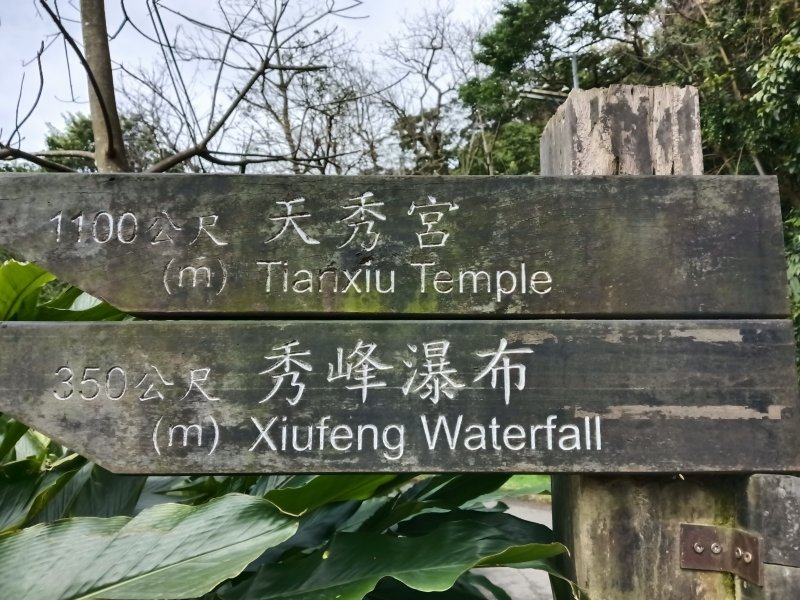 1100公尺 天秀宮
(m) Tianxiu Temple
350公尺 秀峰瀑布
(m) Xiufeng Waterfall